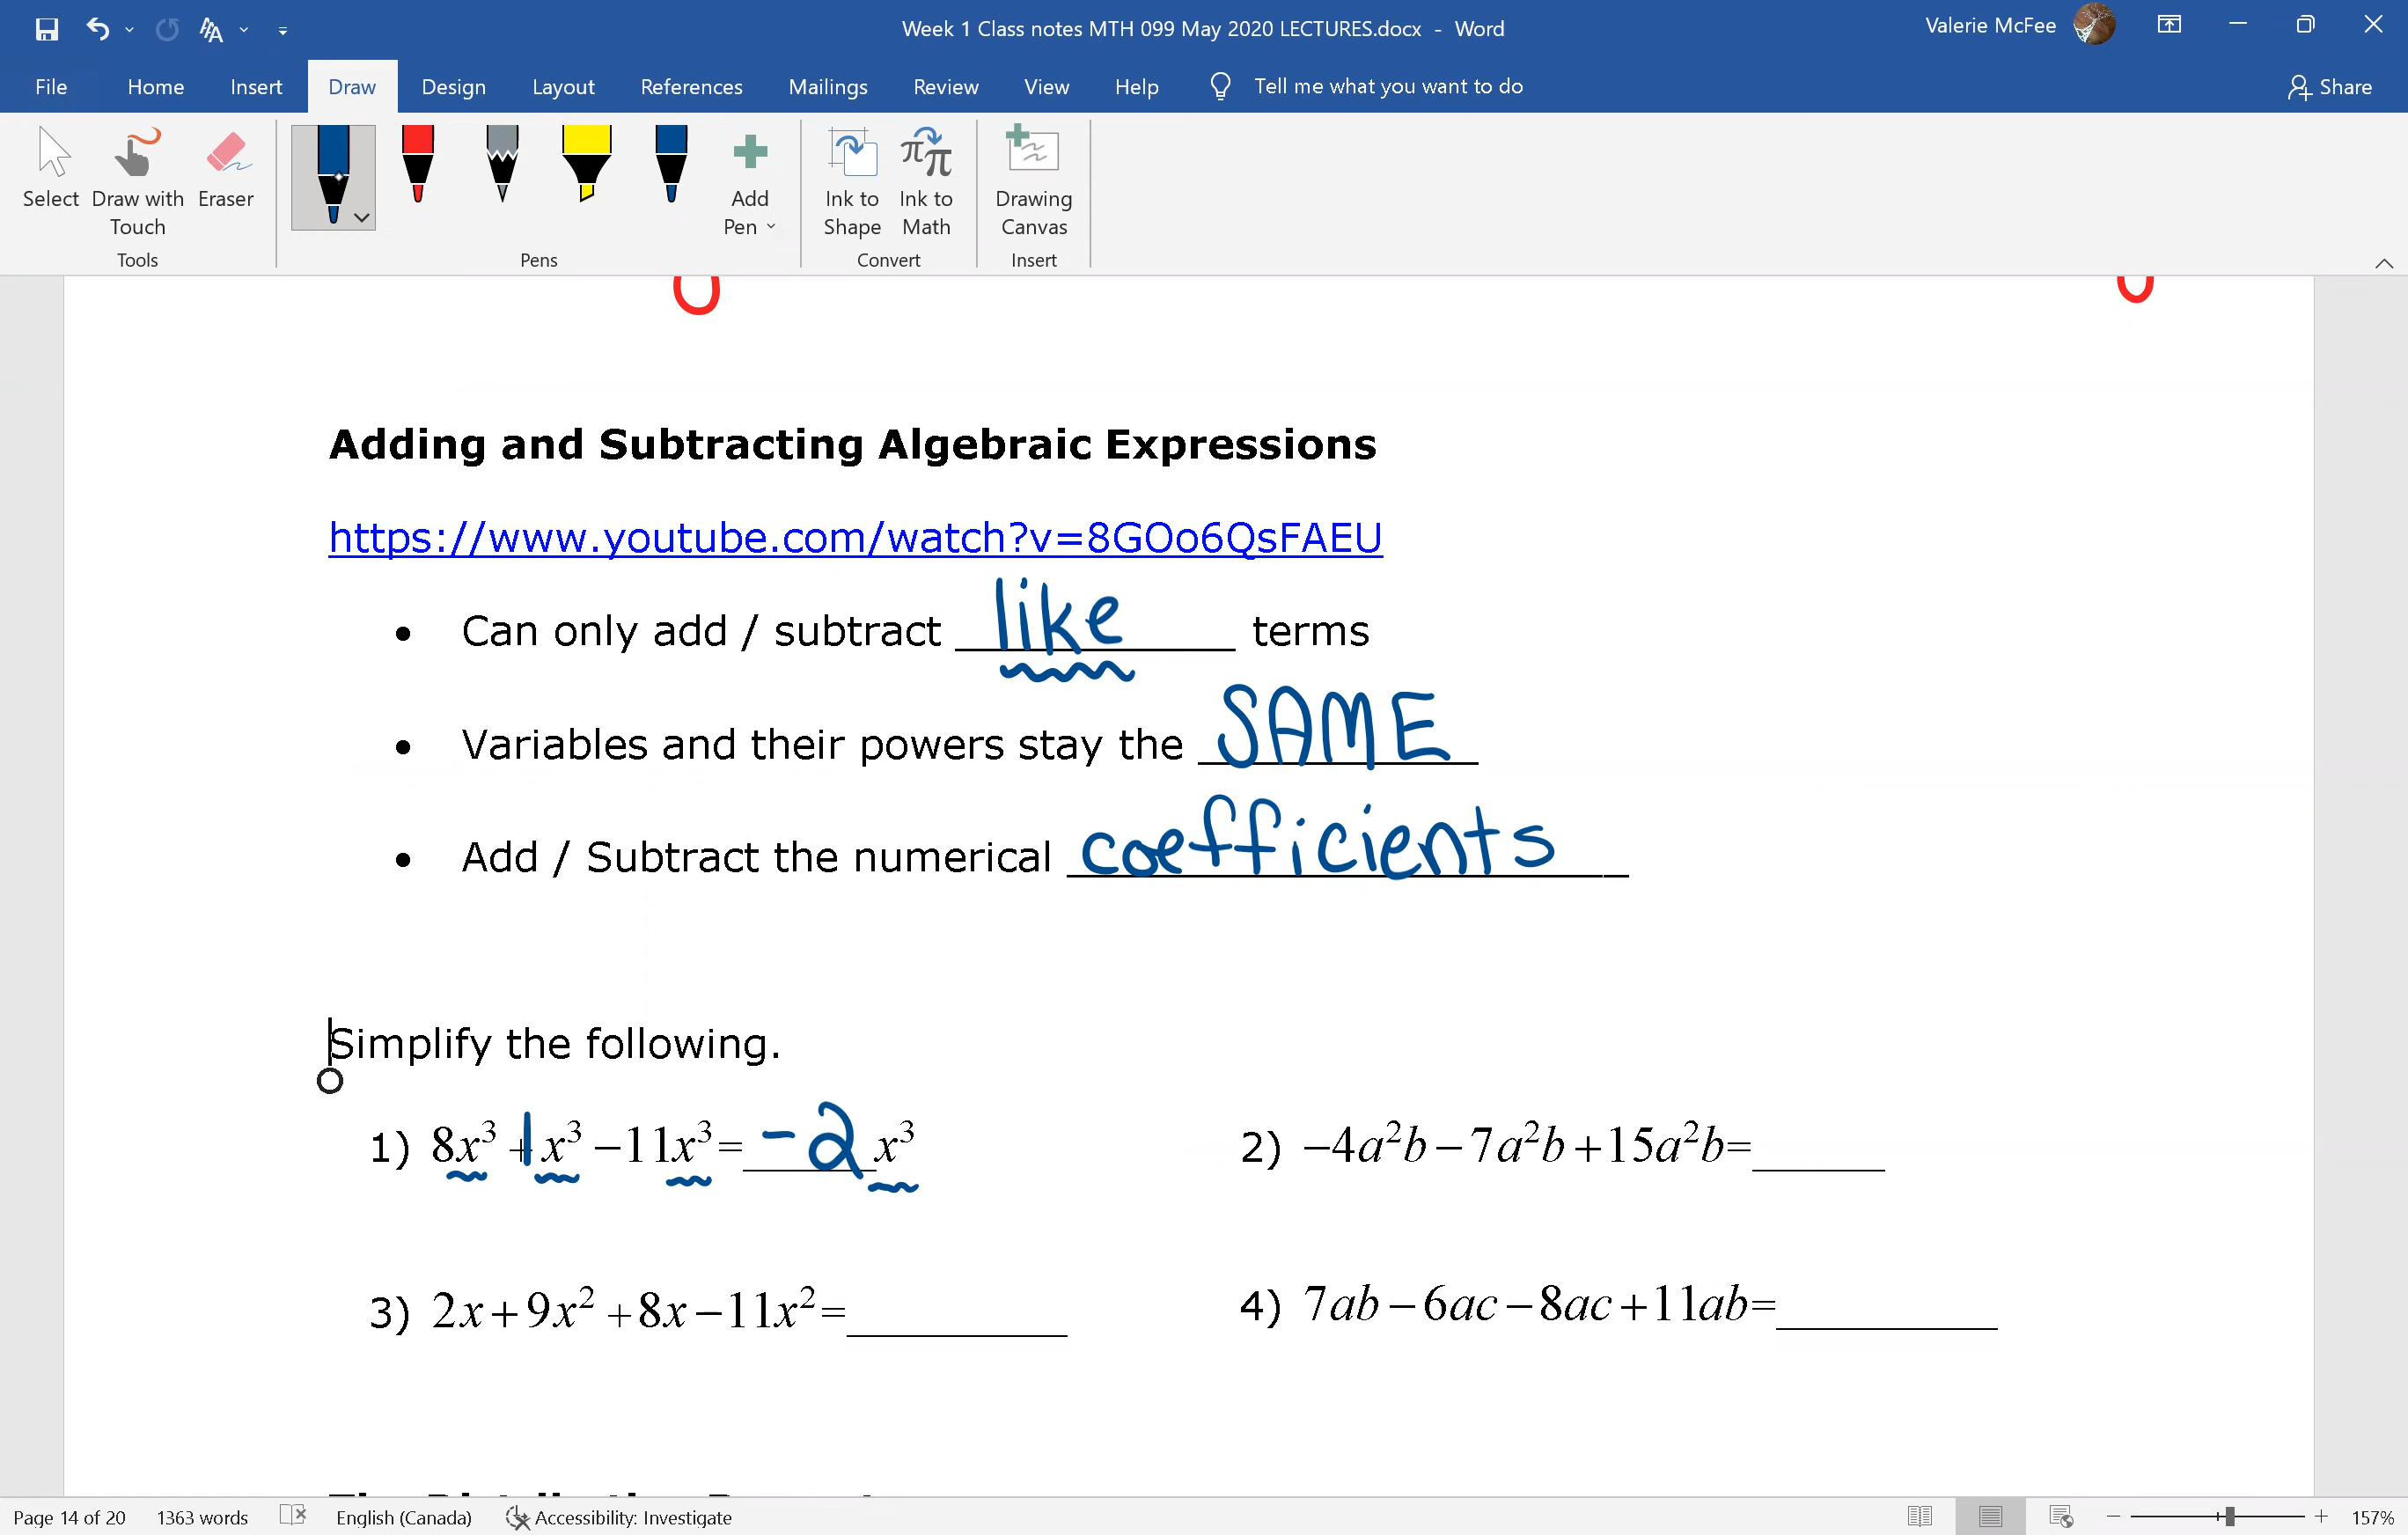 Week 1 Class notes MTH 099 May 2020 LECTURES.docx - Word
Valerie McFee
File Home Insert Draw Design Layout References Mailings Review View Help Tell me what you want to do Share
Select Draw with Touch Eraser
Add Pen
Ink to Shape Ink to Math
Drawing Canvas
Tools Pens Convert Insert
Adding and Subtracting Algebraic Expressions
https://www.youtube.com/watch?v=8GOo6QsFAEU
• Can only add / subtract like terms
• Variables and their powers stay the SAME
• Add / Subtract the numerical coefficients
Simplify the following.
1) 8x³ + 1x³ − 11x³ = −2 x³
2) −4a²b − 7a²b + 15a²b = ______
3) 2x + 9x² + 8x − 11x² = __________
4) 7ab − 6ac − 8ac + 11ab = __________
Page 14 of 20 1363 words English (Canada) Accessibility: Investigate 157%